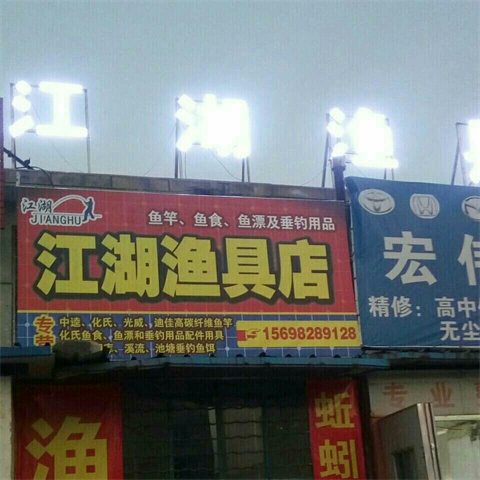 江湖渔
江湖
JIANGHU
鱼竿、鱼食、鱼漂及垂钓用品
江湖渔具店
专营
中逵、化氏、光威、迪佳高碳纤维鱼竿
化氏鱼食、鱼漂和垂钓用品配件用具
溪流、池塘垂钓鱼饵
15698289128
宏伟
精修：高中
无尘
渔
蚯蚓
专业